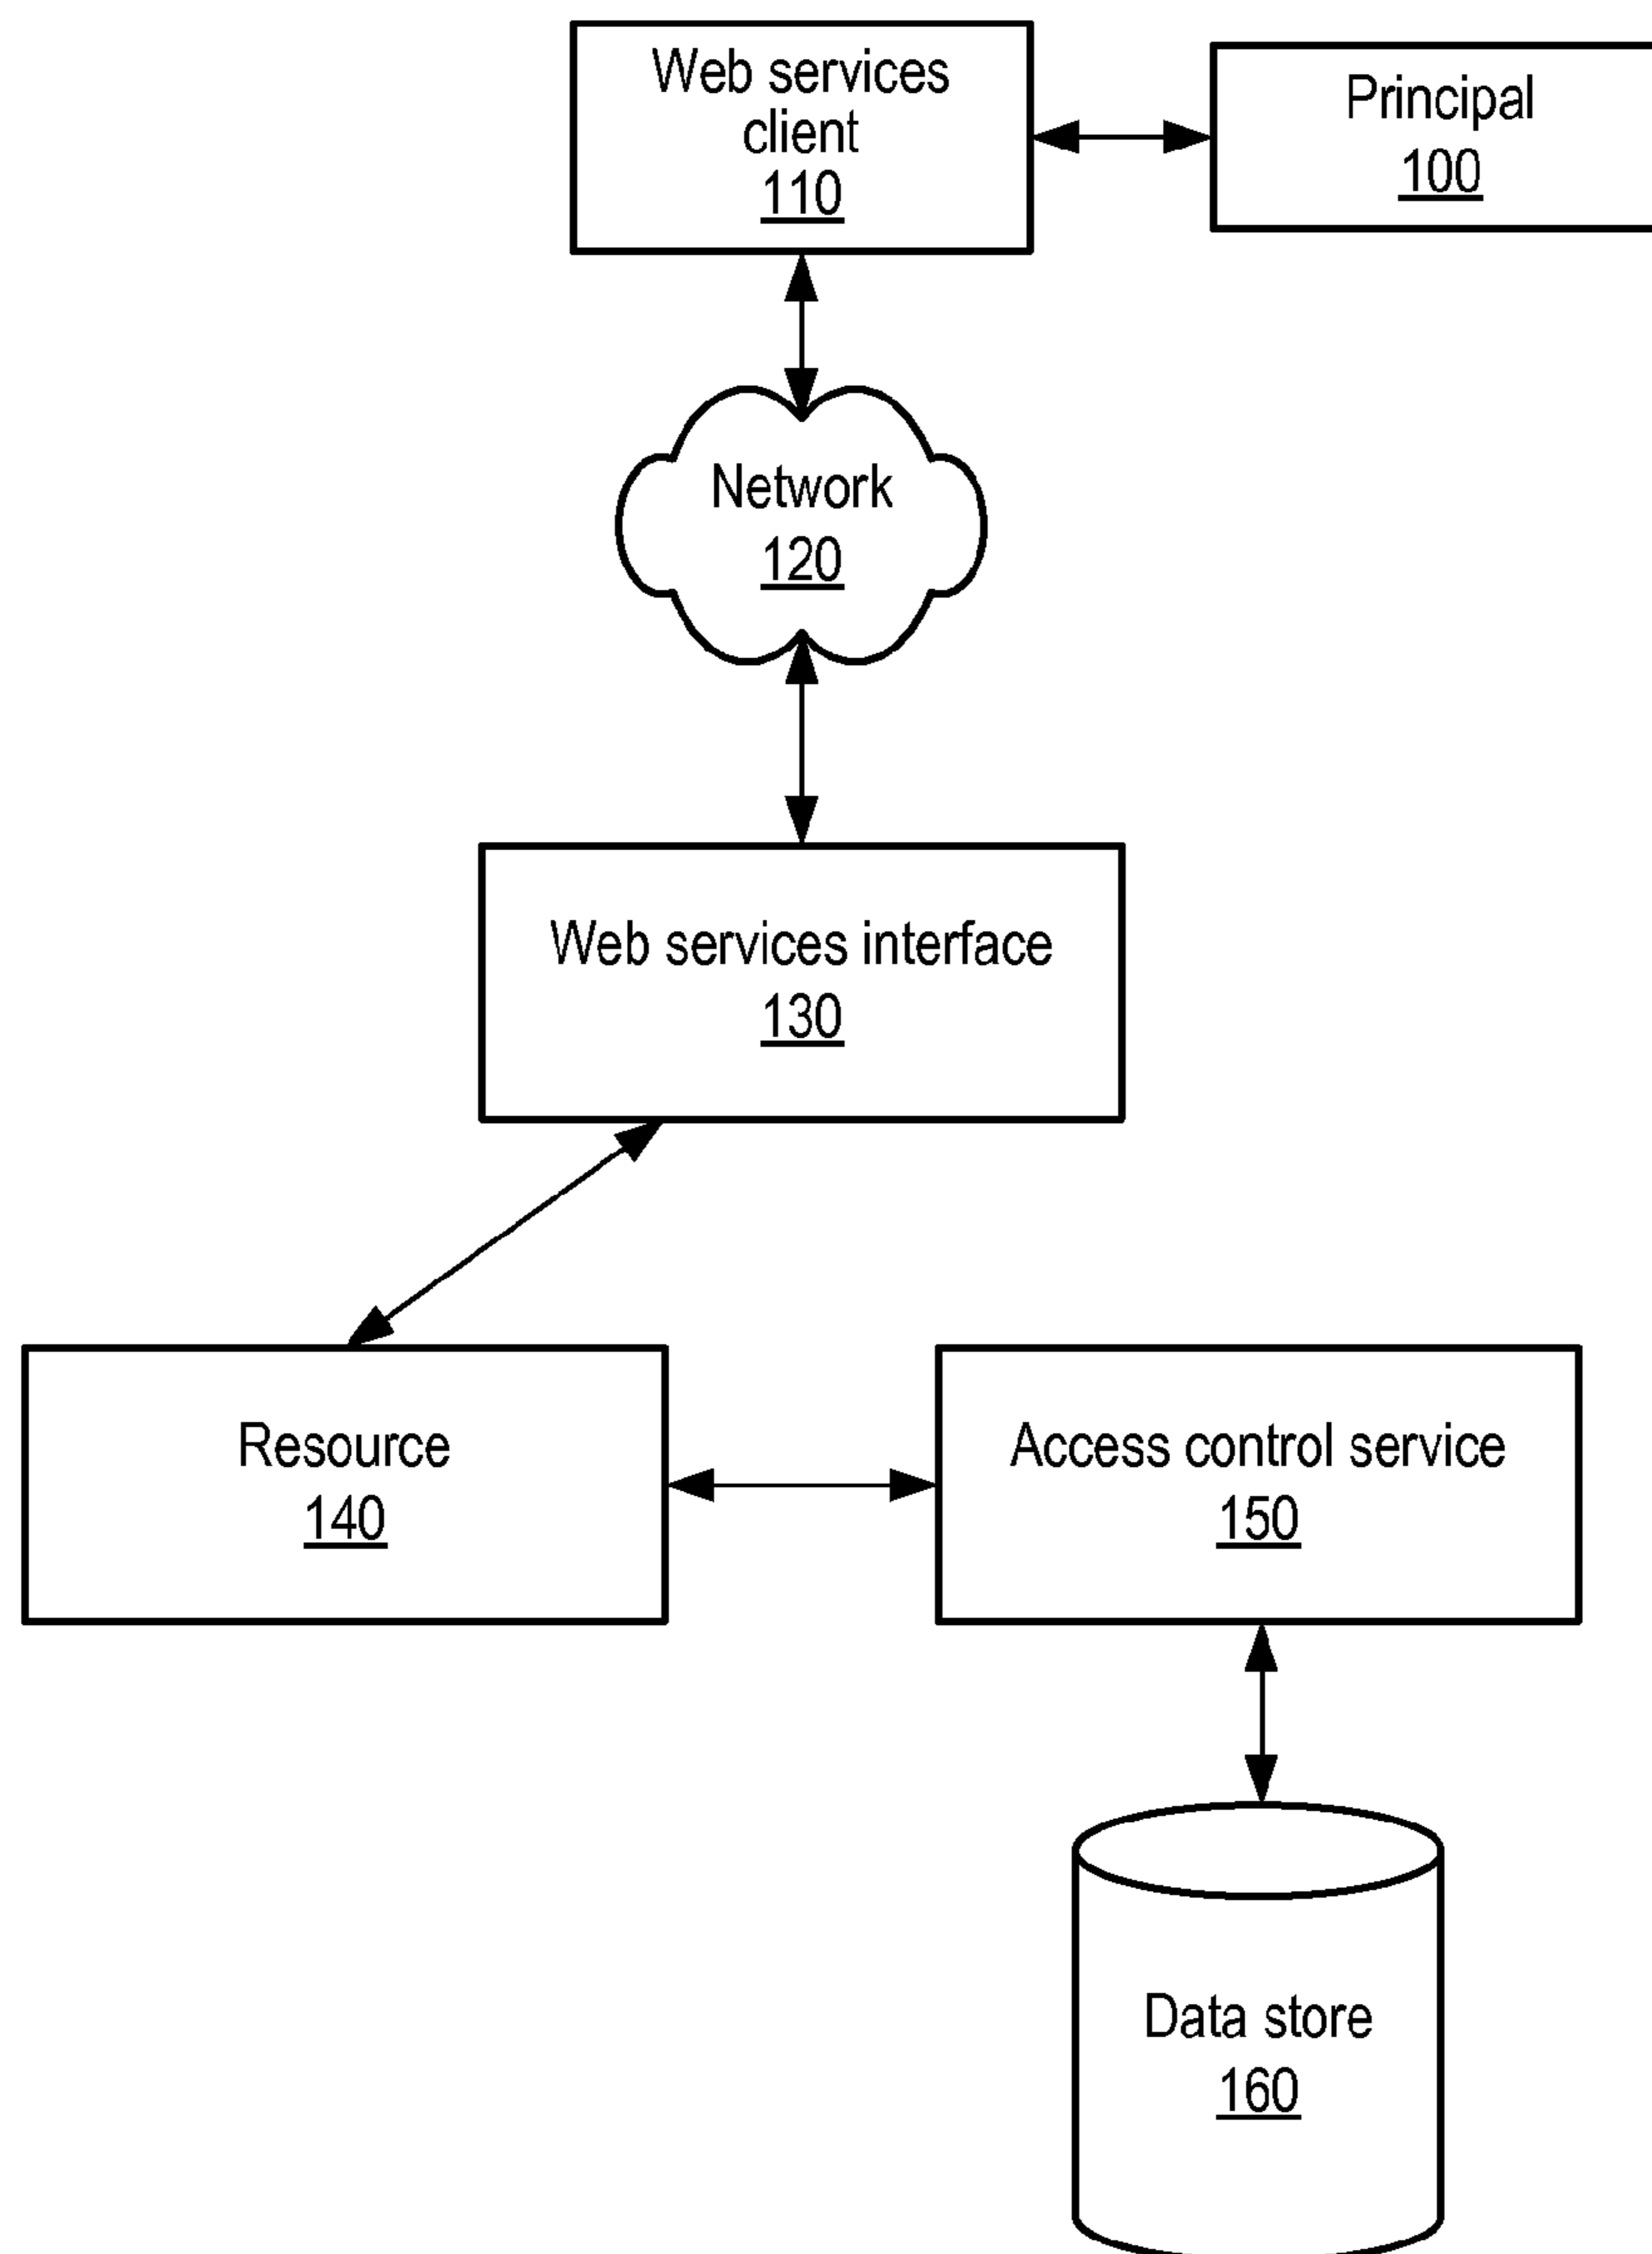 Web services
client
110
Principal
100
Network
120
Web services interface
130
Resource
140
Access control service
150
Data store
160